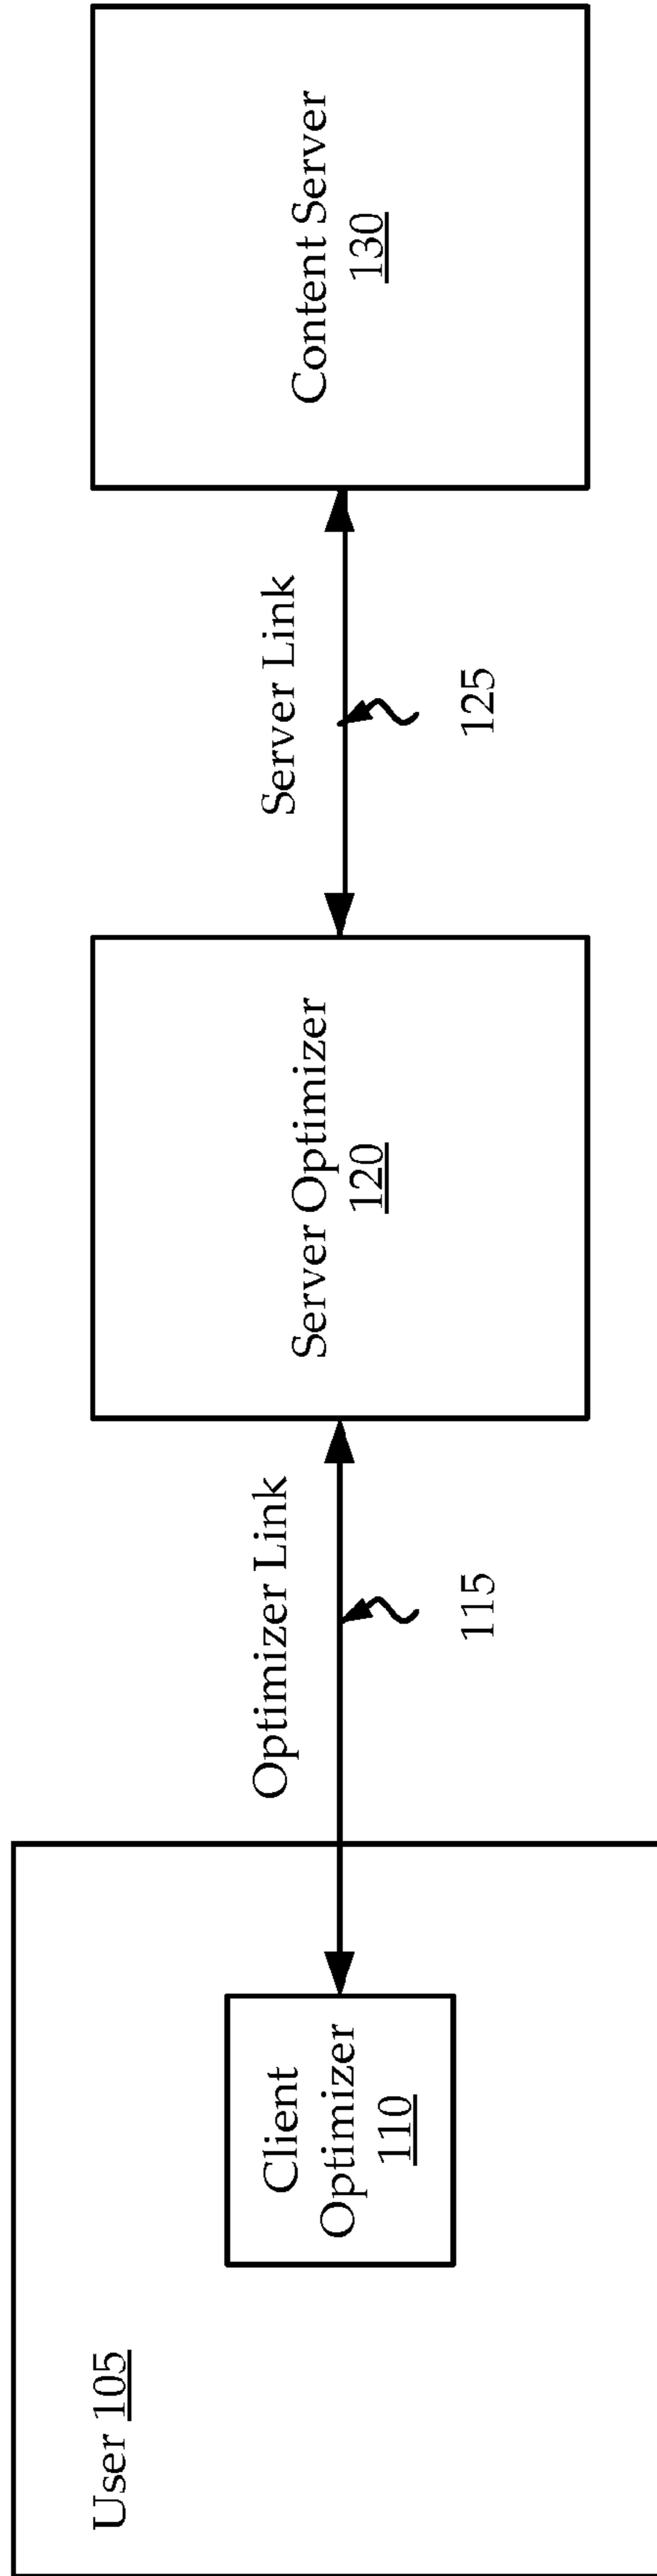 User 105
Client
Optimizer
110
Optimizer Link
115
Server Optimizer
120
Server Link
125
Content Server
130